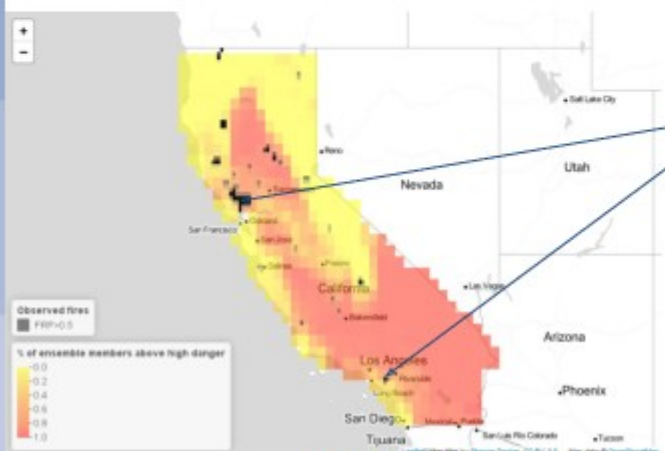 +
−
Salt Lake City
Reno
Nevada
Utah
San Francisco
Oakland
San Jose
Salinas
Fresno
California
Las Vegas
Bakersfield
Arizona
Los Angeles
Riverside
Long Beach
Phoenix
San Diego
Mexicali
Tijuana
San Luis Río Colorado
Tucson
Observed fires
FRP>0.5
% of ensemble members above high danger
0.0
0.2
0.4
0.6
0.8
1.0